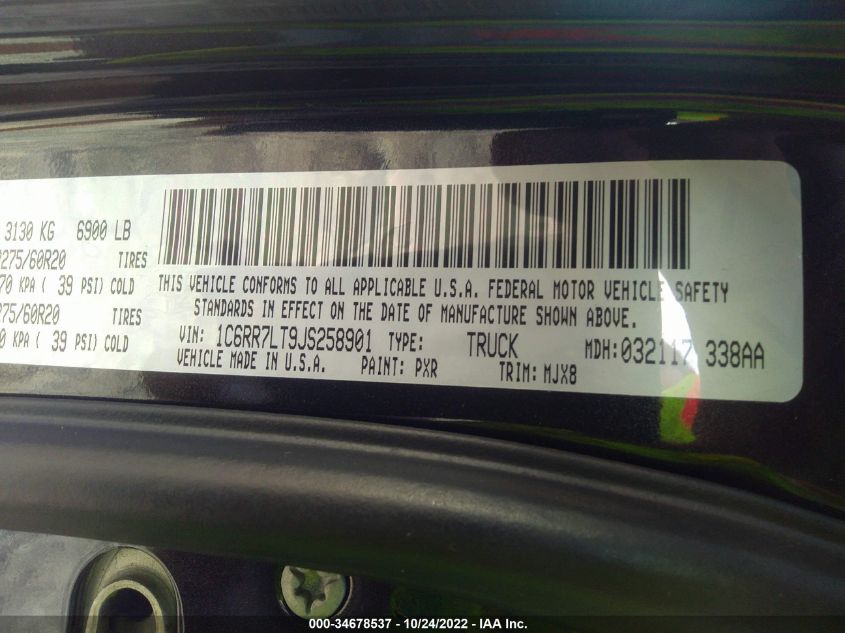 3130 KG 6900 LB
275/60R20 TIRES
70 KPA ( 39 PSI) COLD
275/60R20 TIRES
0 KPA ( 39 PSI) COLD
THIS VEHICLE CONFORMS TO ALL APPLICABLE U.S.A. FEDERAL MOTOR VEHICLE SAFETY
STANDARDS IN EFFECT ON THE DATE OF MANUFACTURE SHOWN ABOVE.
VIN: 1C6RR7LT9JS258901 TYPE: TRUCK MDH: 032117 338AA
VEHICLE MADE IN U.S.A. PAINT: PXR TRIM: MJX8
000-34678537 - 10/24/2022 - IAA Inc.